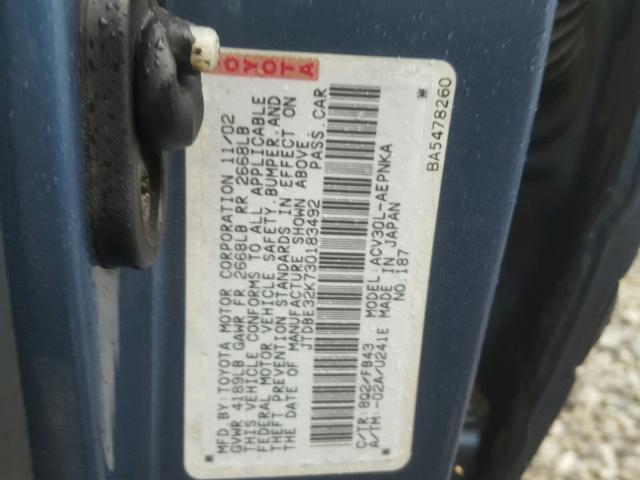 TOYOTA
MFD BY:TOYOTA MOTOR CORPORATION 11/02
GVWR 4189LB GAWR FR 2668LB RR 2668LB
THIS VEHICLE CONFORMS TO ALL APPLICABLE
FEDERAL MOTOR VEHICLE SAFETY,BUMPER,AND
THEFT PREVENTION STANDARDS IN EFFECT ON
THE DATE OF MANUFACTURE SHOWN ABOVE.
JTDBE32K730183492 PASS.CAR
C/TR: 8Q2/FB43 MODEL: ACV30L-AEPNKA
A/TM: -02A/U241E MADE IN JAPAN
NO.187
* BA5478260